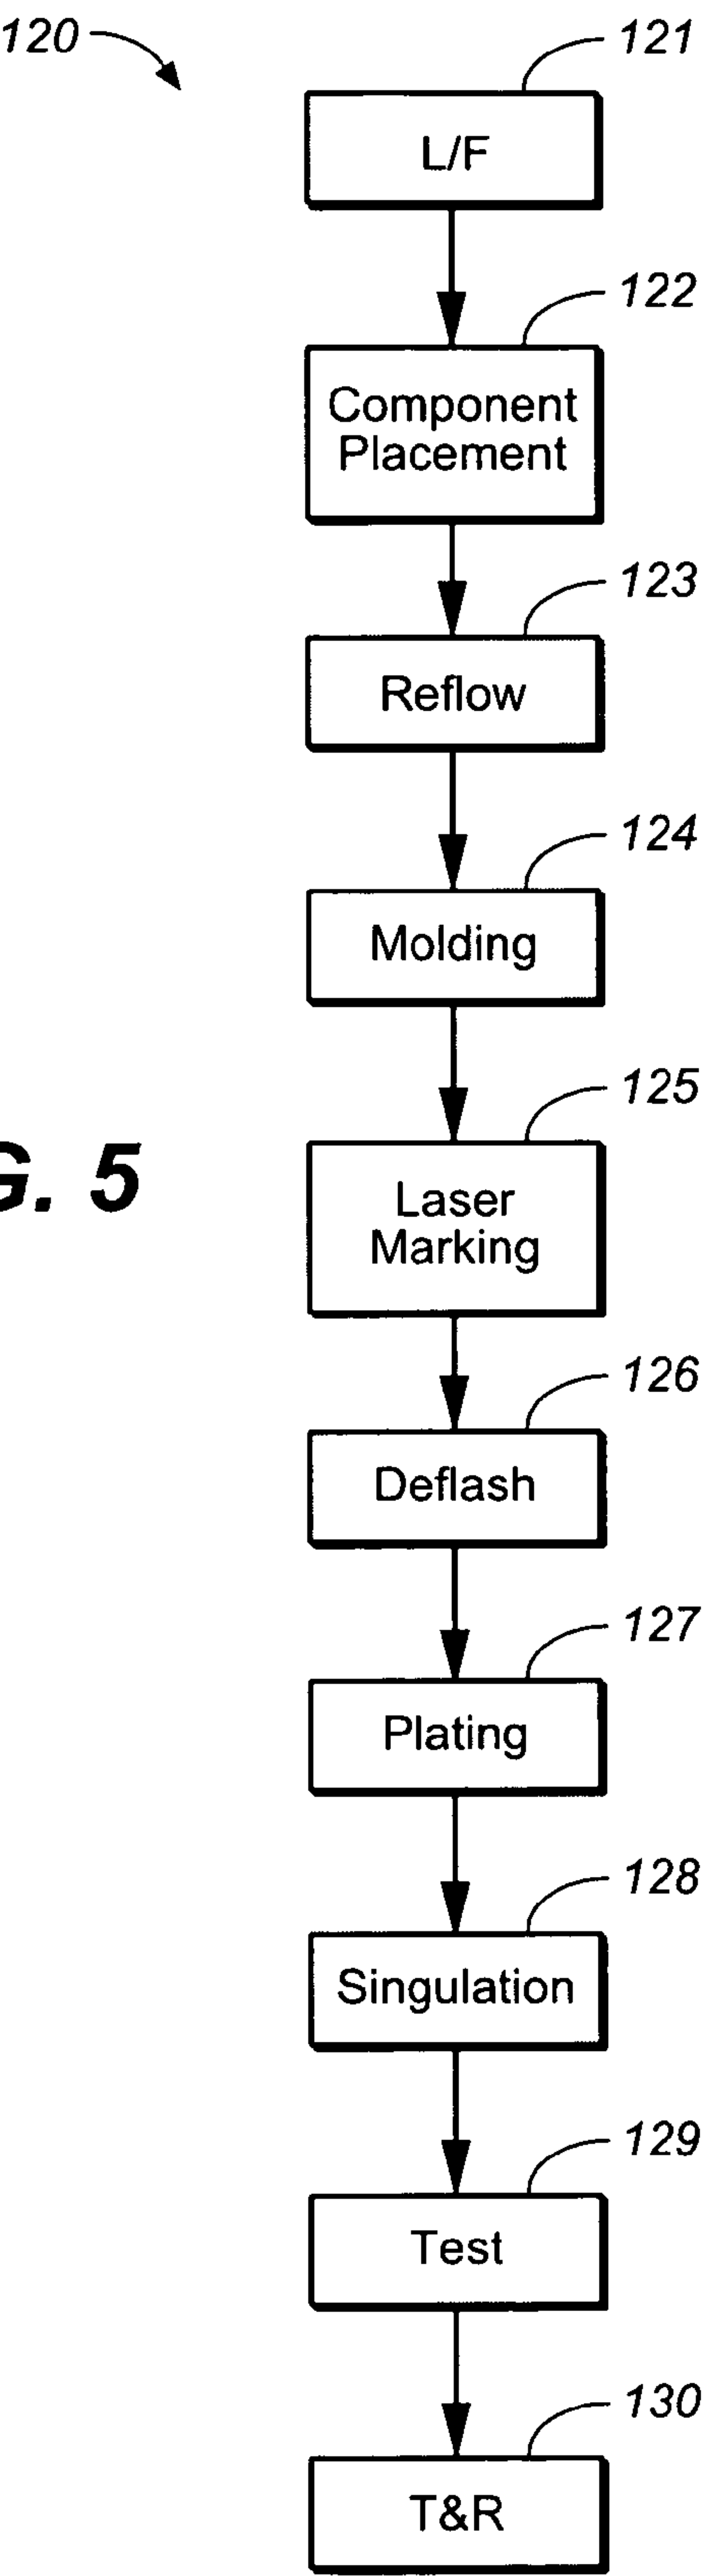 120
121
L/F
122
Component
Placement
123
Reflow
124
Molding
125
Laser
Marking
G. 5
126
Deflash
127
Plating
128
Singulation
129
Test
130
T&R